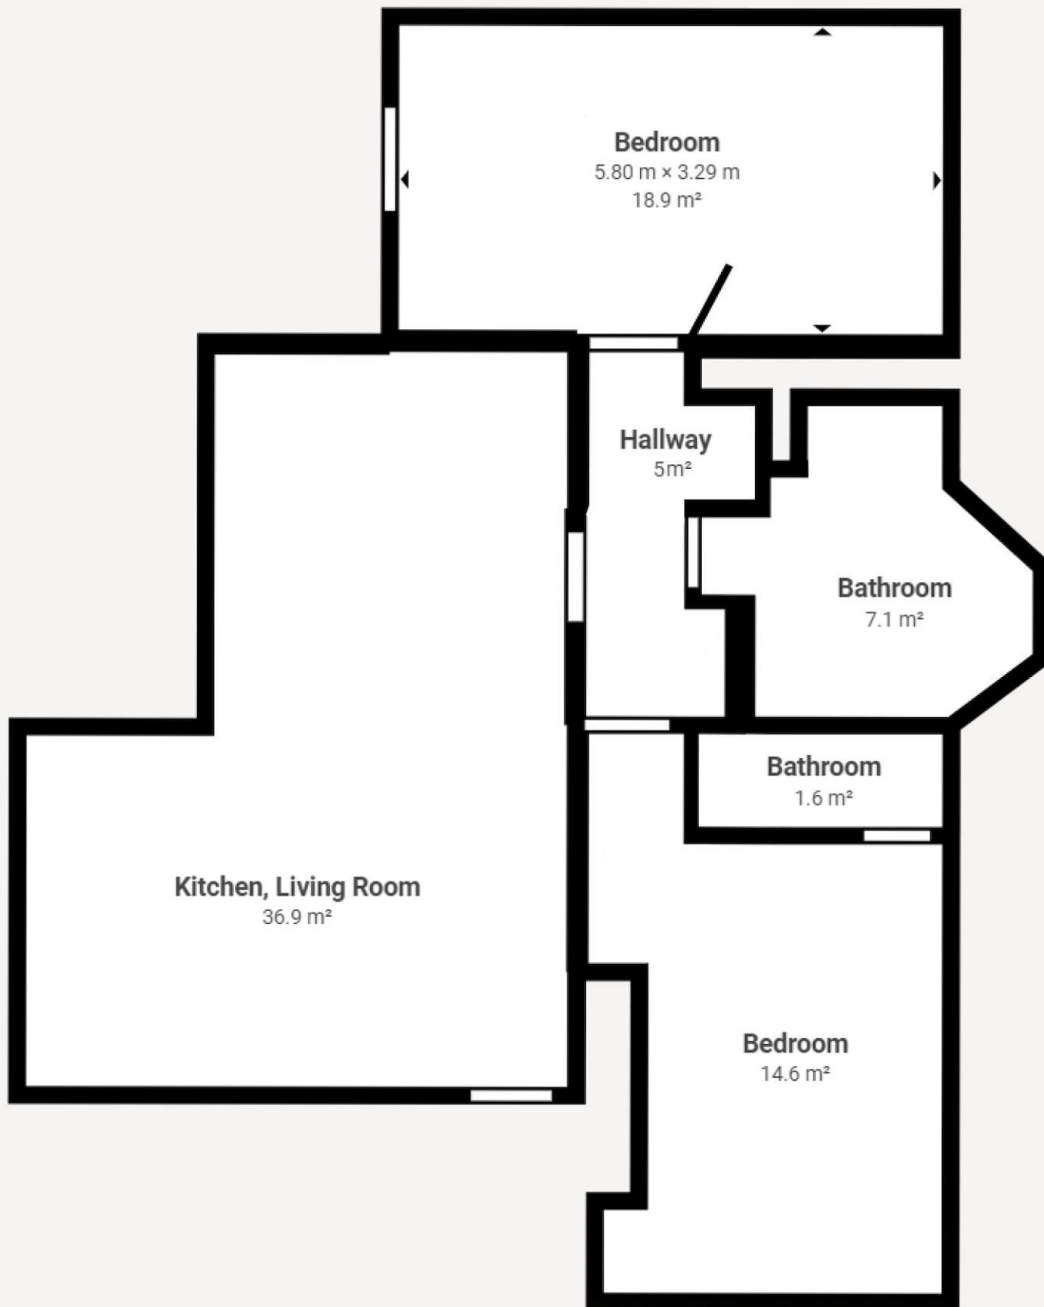 Bedroom
5.80 m × 3.29 m
18.9 m²
Hallway
5m²
Bathroom
7.1 m²
Bathroom
1.6 m²
Kitchen, Living Room
36.9 m²
Bedroom
14.6 m²